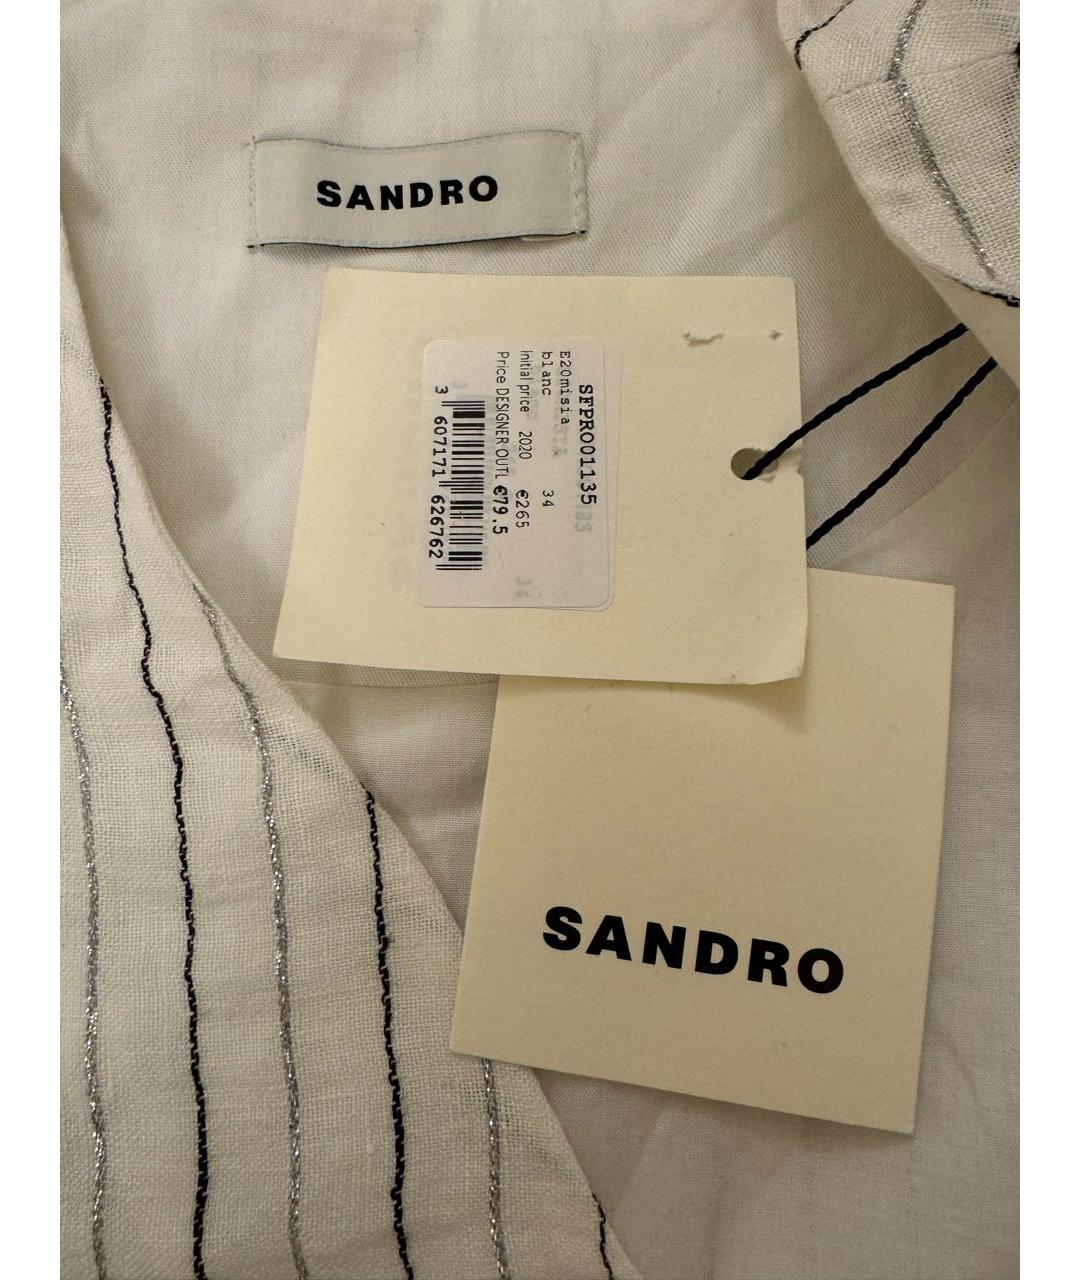 SANDRO
SFPRO01135
E20misia
blanc 34
Initial price 2020 €265
Price DESIGNER OUTL €79.5
3 607171 626762
SANDRO